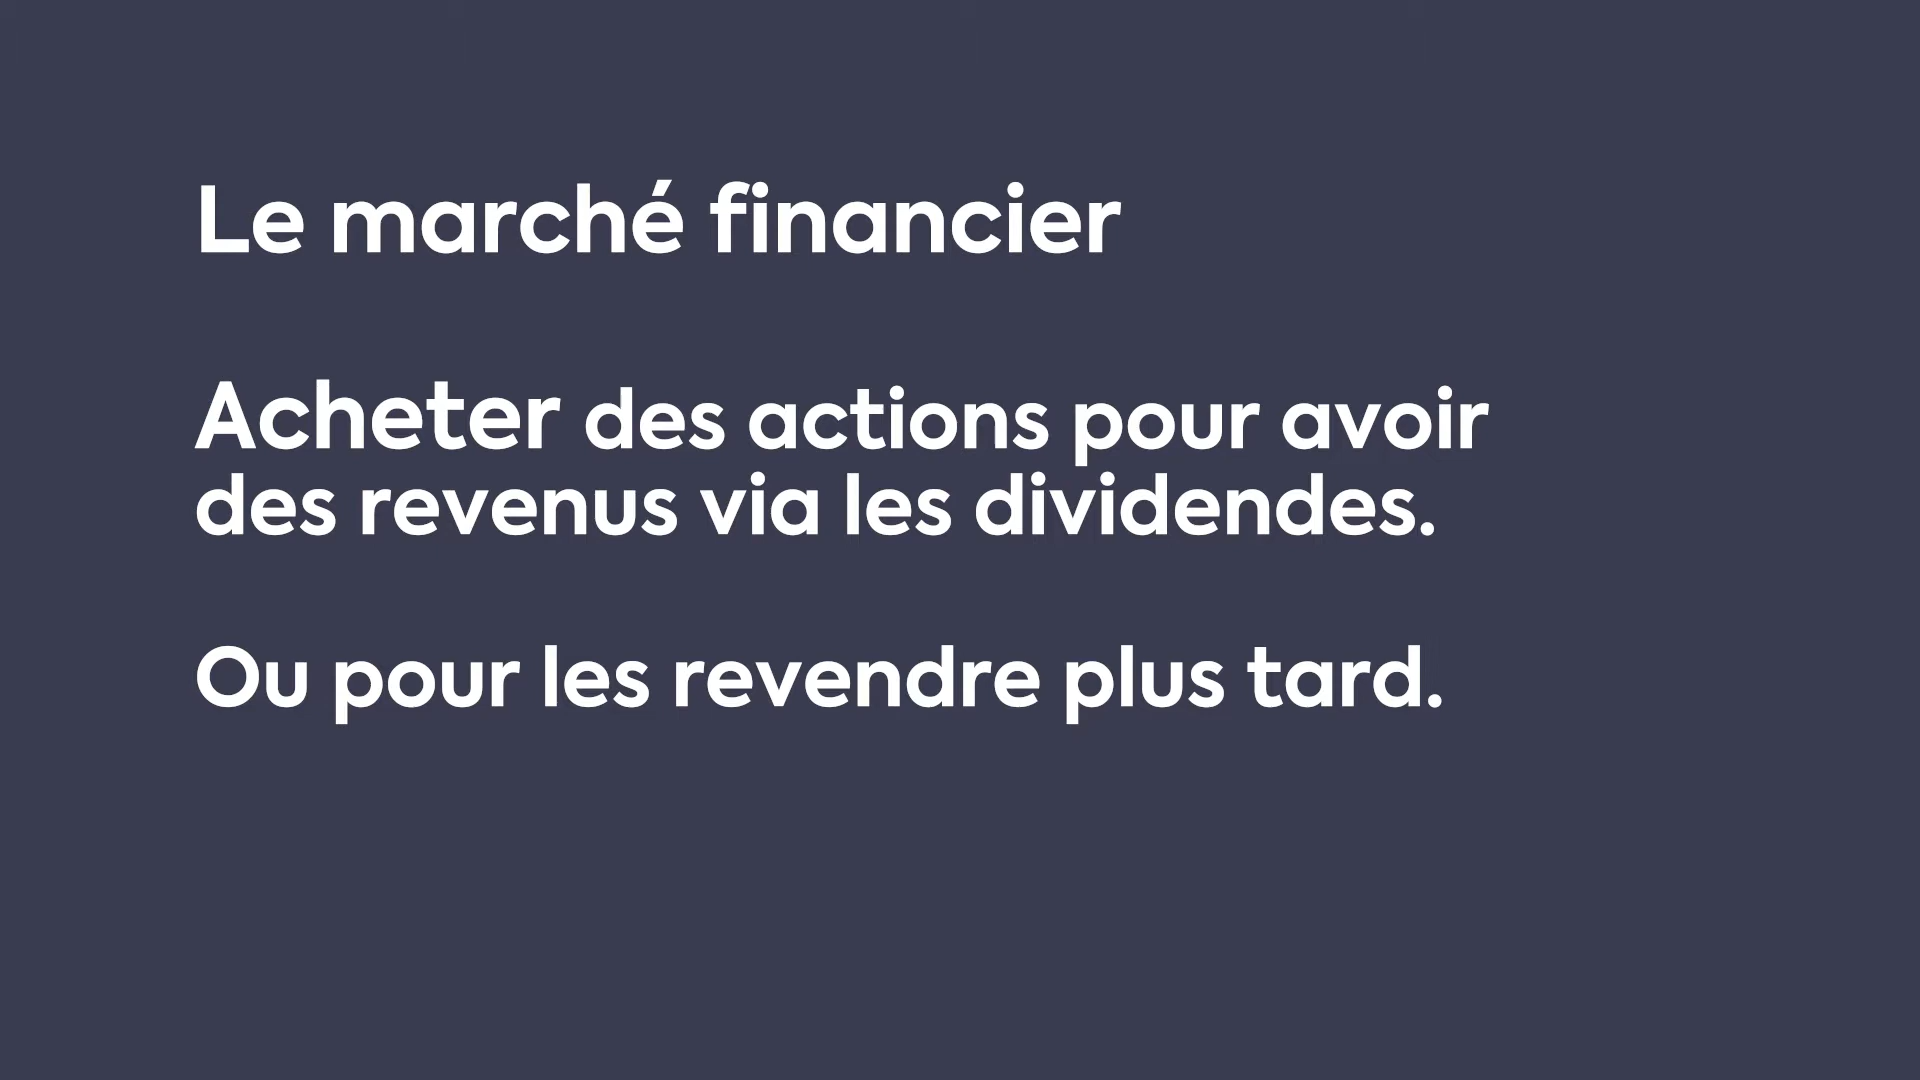 Le marché financier
Acheter des actions pour avoir
des revenus via les dividendes.
Ou pour les revendre plus tard.